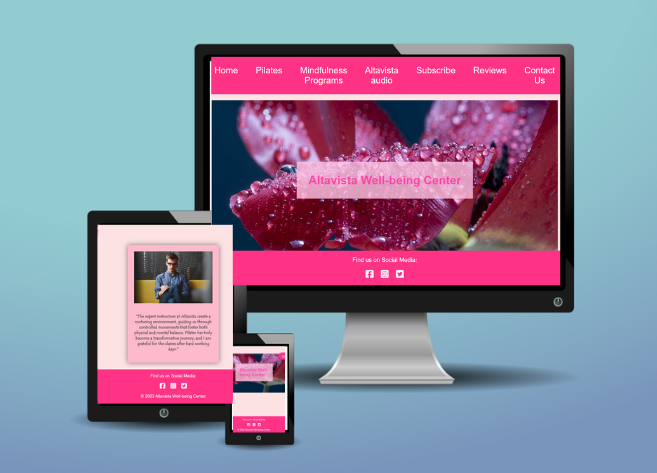 Home Pilates Mindfulness Altavista Subscribe Reviews Contact
Programs audio Us
Altavista Well-being Center
Find us on Social Media:
"The expert instructors at Altavista create a
nurturing environment, guiding us through
controlled movements that foster both
physical and mental balance. Pilates has truly
become a transformative journey, and I am
grateful for the classes after hard working
days."
Find us on Social Media:
© 2023 Altavista Well-being Center
Altavista Well-
being Center